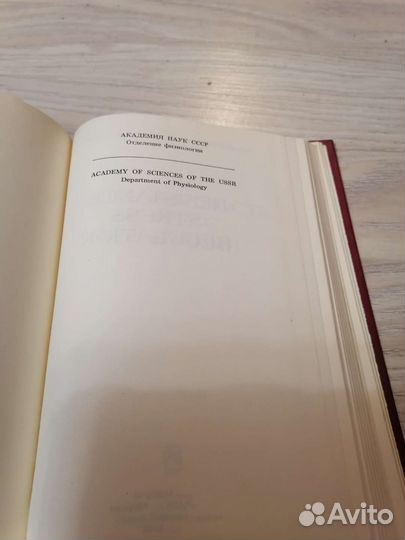 АКАДЕМИЯ НАУК СССР
Отделение физиологии
ACADEMY OF SCIENCES OF THE USSR
Department of Physiology
Avito